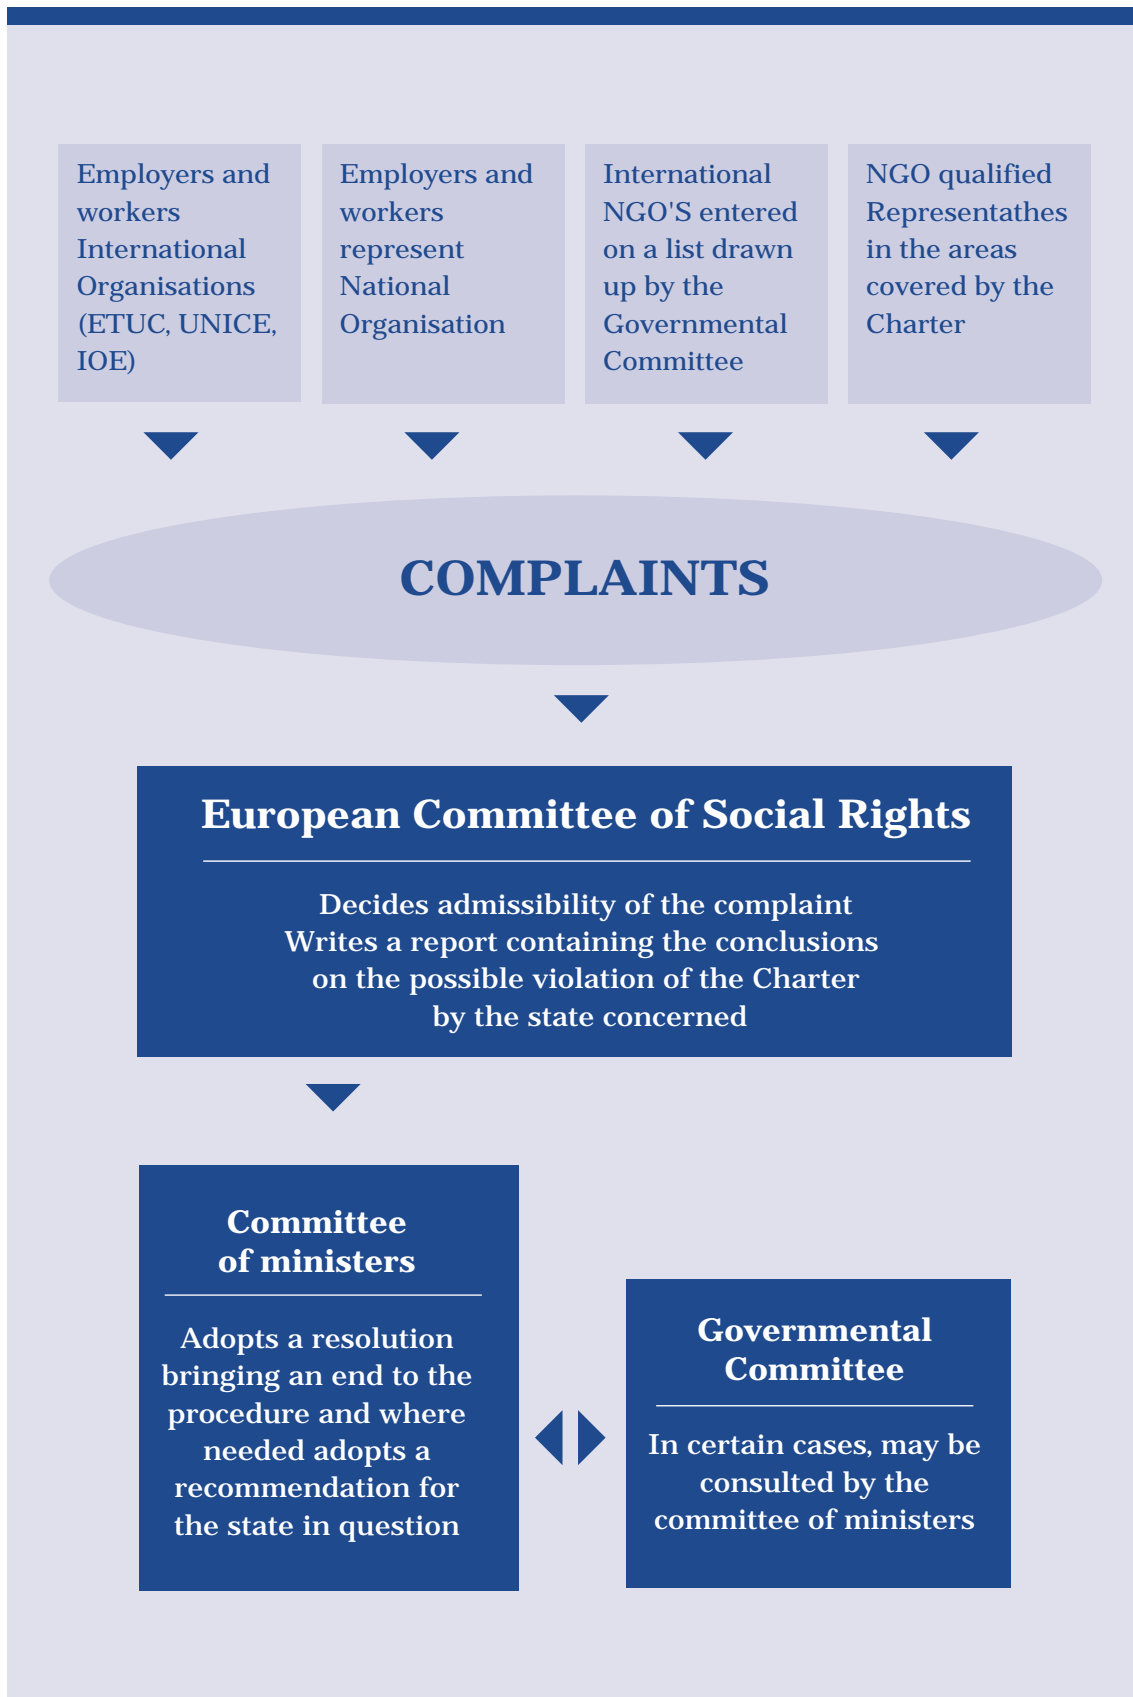 Employers and
workers
International
Organisations
(ETUC, UNICE,
IOE)
Employers and
workers
represent
National
Organisation
International
NGO'S entered
on a list drawn
up by the
Governmental
Committee
NGO qualified
Representathes
in the areas
covered by the
Charter
COMPLAINTS
European Committee of Social Rights
Decides admissibility of the complaint
Writes a report containing the conclusions
on the possible violation of the Charter
by the state concerned
Committee
of ministers
Adopts a resolution
bringing an end to the
procedure and where
needed adopts a
recommendation for
the state in question
Governmental
Committee
In certain cases, may be
consulted by the
committee of ministers